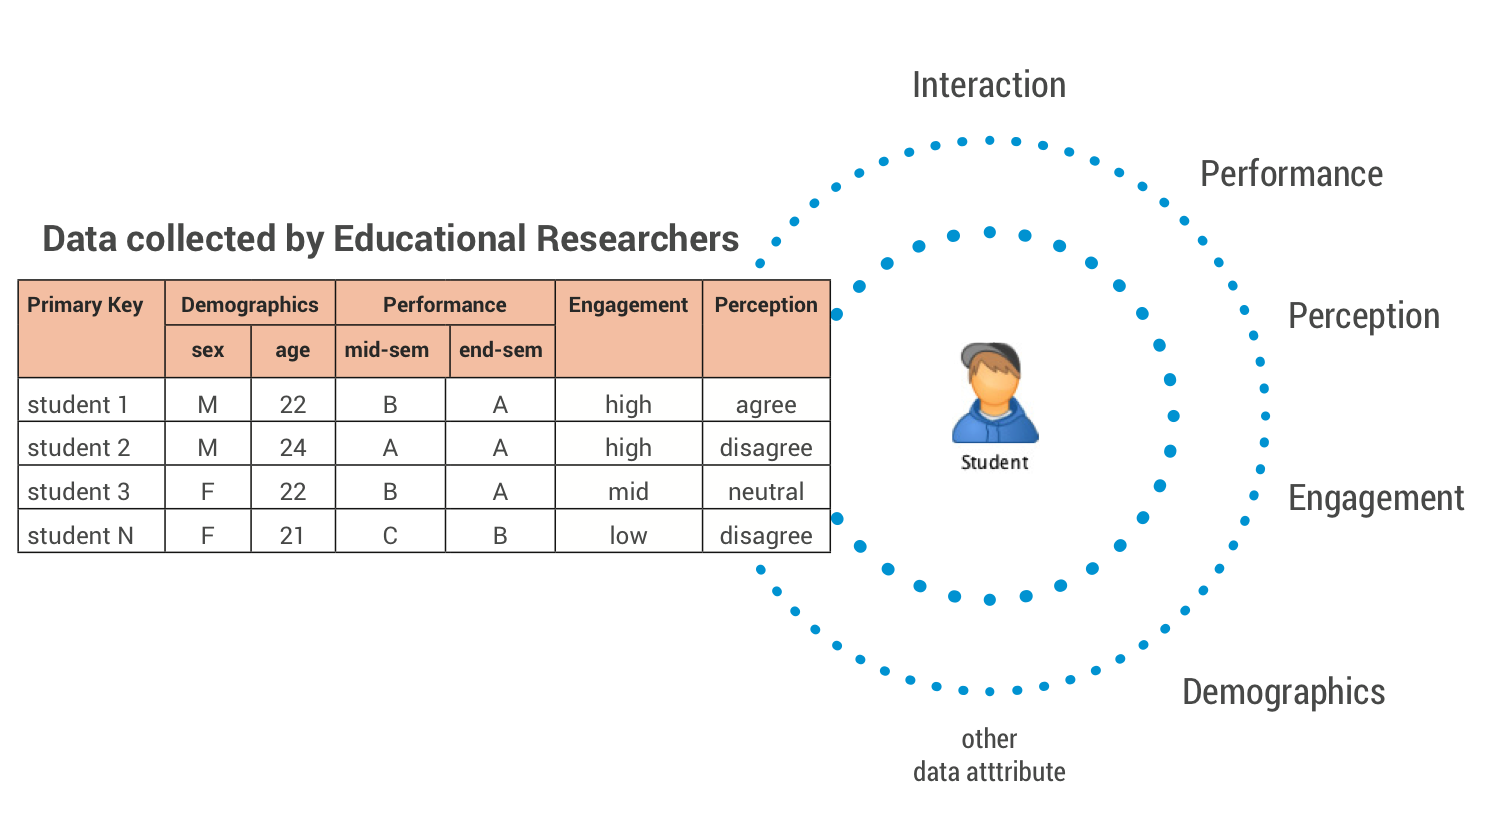 Interaction
Performance
Data collected by Educational Researchers
Primary Key Demographics Performance Engagement Perception
sex age mid-sem end-sem
student 1 M 22 B A high agree
student 2 M 24 A A high disagree
student 3 F 22 B A mid neutral
student N F 21 C B low disagree
Perception
Student
Engagement
Demographics
other
data atttribute